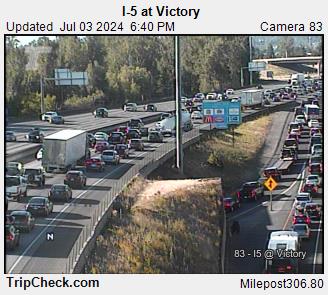 I-5 at Victory
Updated  Jul 03 2024  6:40 PM
Camera 83
N
83 - I5 @ Victory
TripCheck.com
Milepost306.80